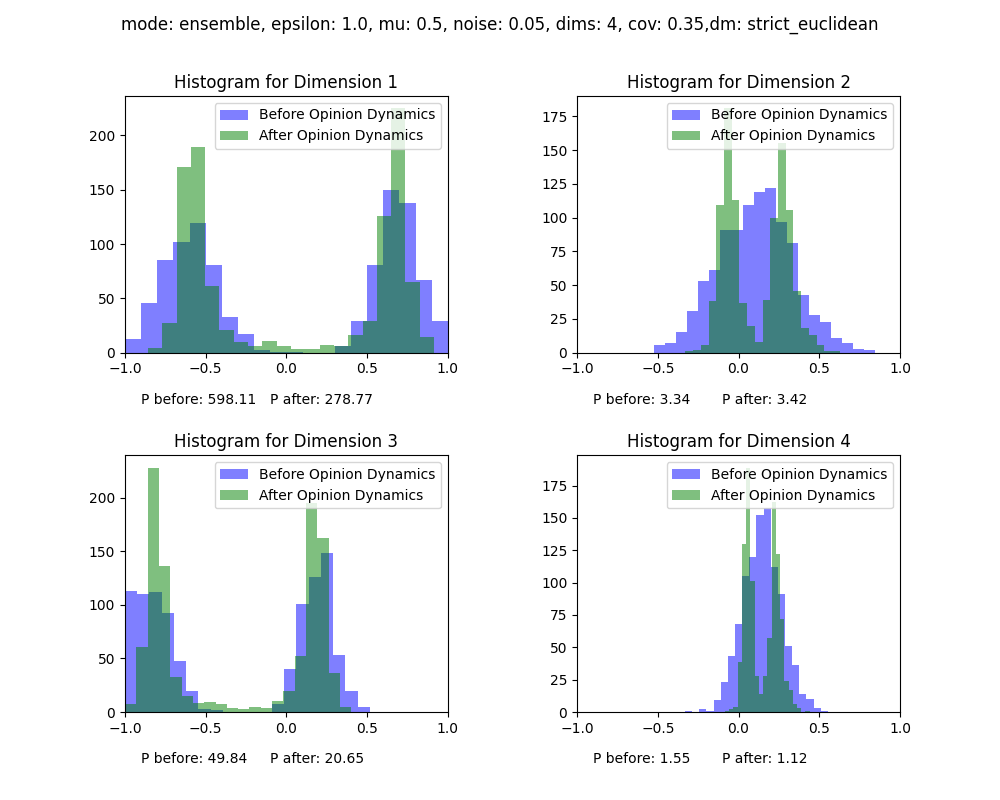 mode: ensemble, epsilon: 1.0, mu: 0.5, noise: 0.05, dims: 4, cov: 0.35,dm: strict_euclidean
Histogram for Dimension 1
Before Opinion Dynamics
After Opinion Dynamics
200
150
100
50
0
−1.0 −0.5 0.0 0.5 1.0
P before: 598.11 P after: 278.77
Histogram for Dimension 2
Before Opinion Dynamics
After Opinion Dynamics
175
150
125
100
75
50
25
0
−1.0 −0.5 0.0 0.5 1.0
P before: 3.34 P after: 3.42
Histogram for Dimension 3
Before Opinion Dynamics
After Opinion Dynamics
200
150
100
50
0
−1.0 −0.5 0.0 0.5 1.0
P before: 49.84 P after: 20.65
Histogram for Dimension 4
Before Opinion Dynamics
After Opinion Dynamics
175
150
125
100
75
50
25
0
−1.0 −0.5 0.0 0.5 1.0
P before: 1.55 P after: 1.12